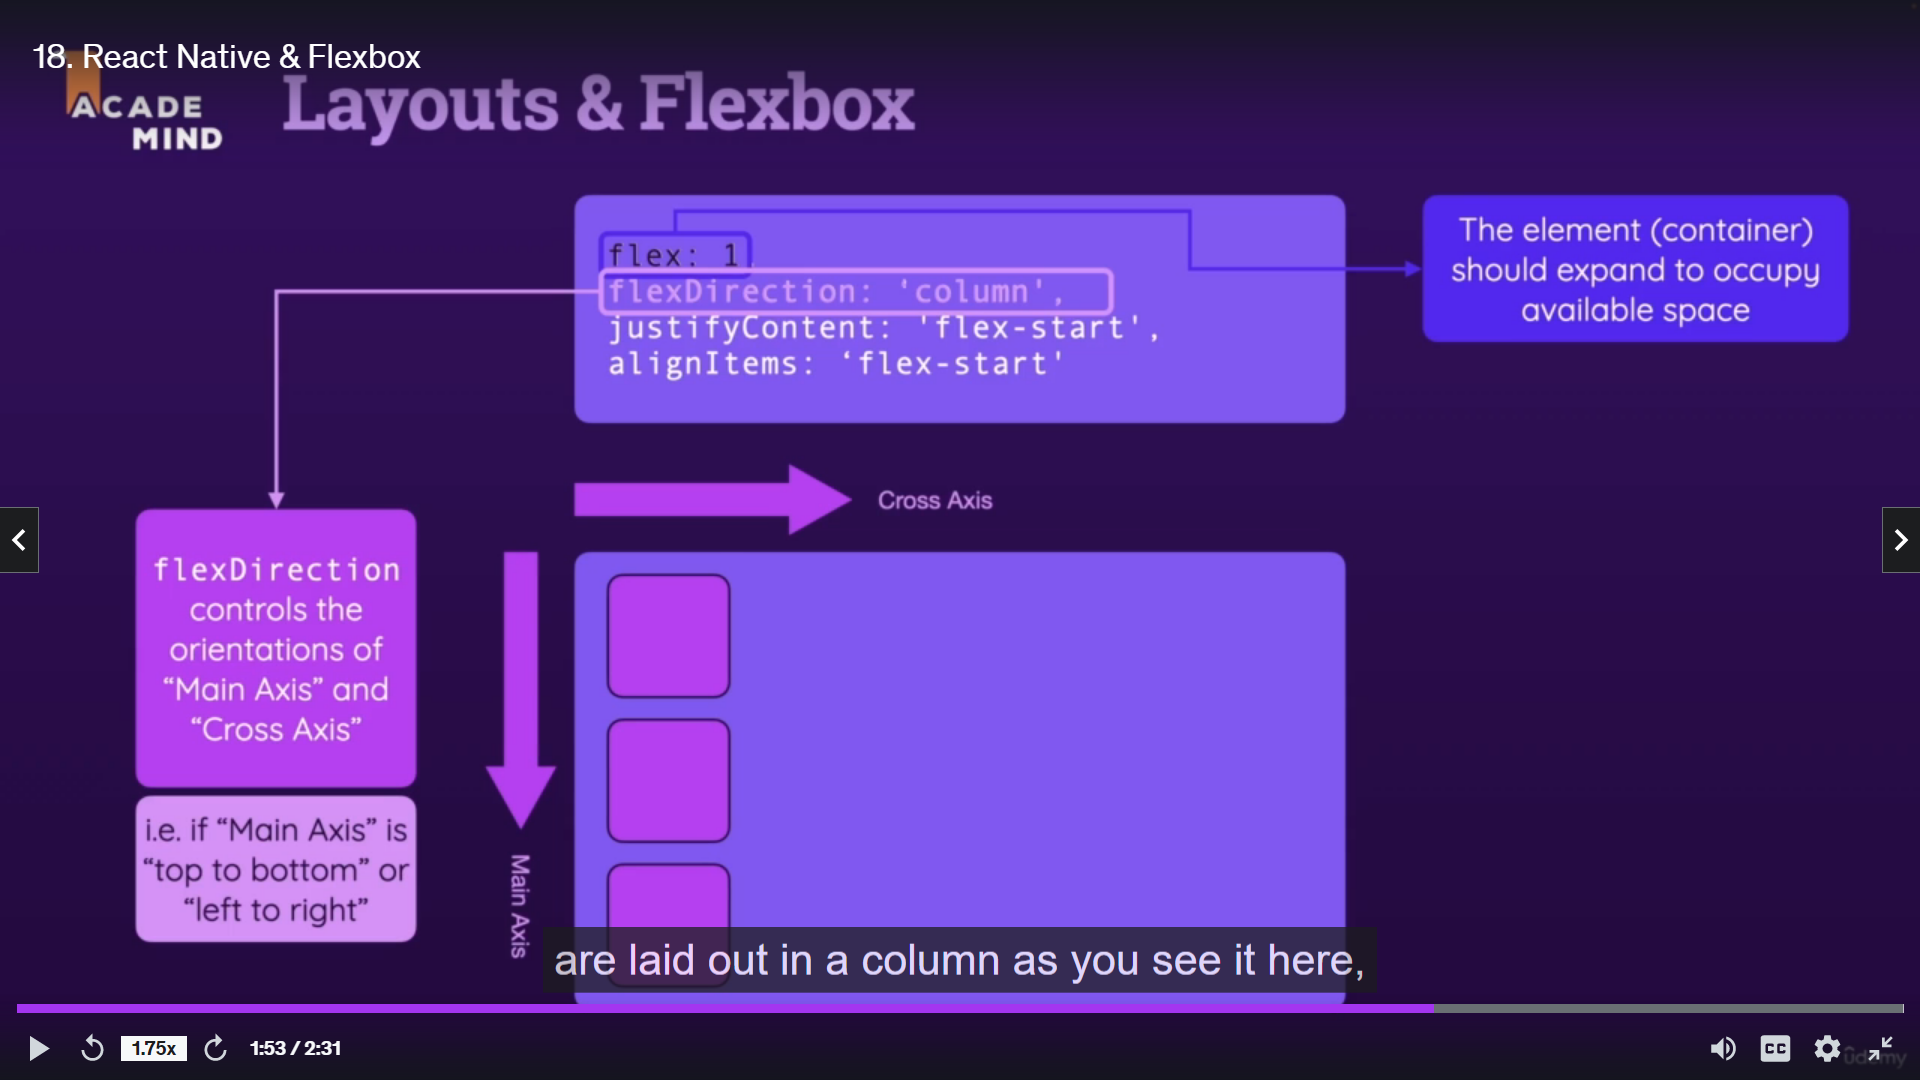 18. React Native & Flexbox
ACADE
MIND
Layouts & Flexbox
flex: 1
flexDirection: 'column',
justifyContent: 'flex-start',
alignItems: ‘flex-start'
The element (container)
should expand to occupy
available space
Cross Axis
flexDirection
controls the
orientations of
“Main Axis” and
“Cross Axis”
i.e. if “Main Axis” is
“top to bottom” or
“left to right”
Main Axis
are laid out in a column as you see it here,
1.75x
1:53 / 2:31
CC
ûdemy